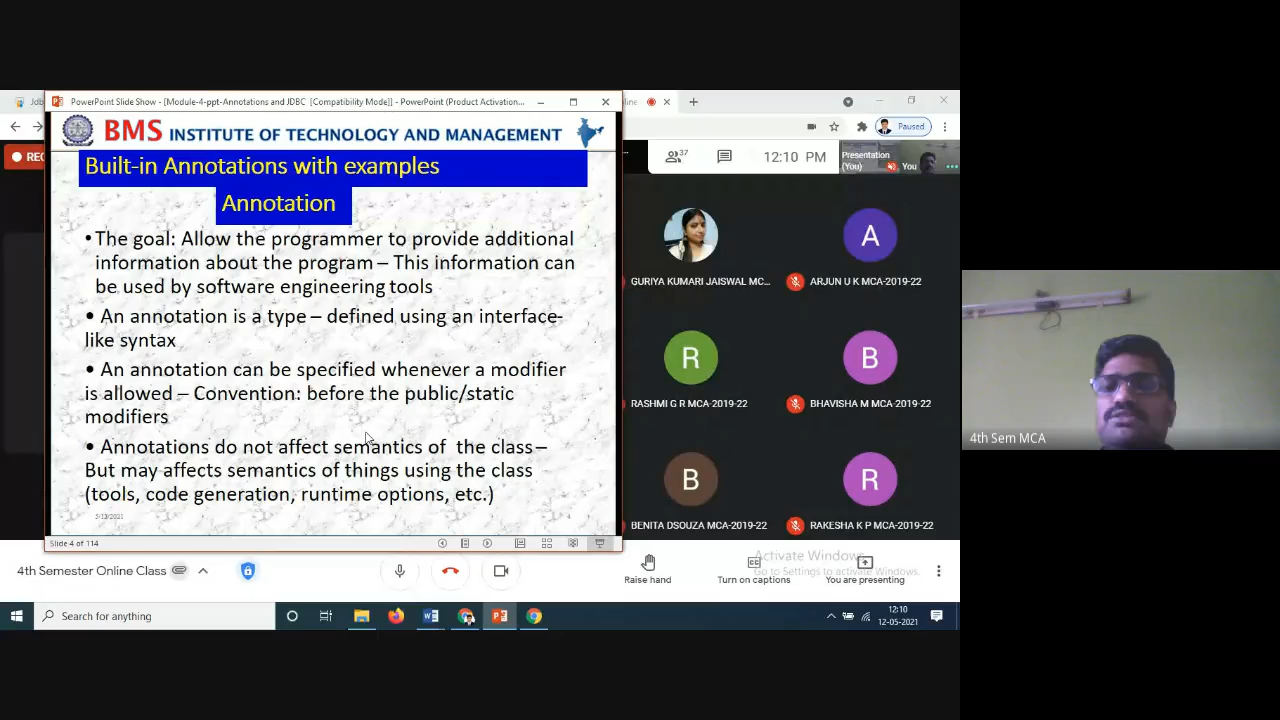 Jdb
PowerPoint Slide Show - [Module-4-ppt-Annotations and JDBC [Compatibility Mode]] - PowerPoint (Product Activation...
Paused
BMS INSTITUTE OF TECHNOLOGY AND MANAGEMENT
REC
37
12:10 PM
Presentation
(You)
You
Built-in Annotations with examples
Annotation
•The goal: Allow the programmer to provide additional
information about the program – This information can
be used by software engineering tools
• An annotation is a type – defined using an interface-
like syntax
• An annotation can be specified whenever a modifier
is allowed – Convention: before the public/static
modifiers
• Annotations do not affect semantics of the class –
But may affects semantics of things using the class
(tools, code generation, runtime options, etc.)
5/12/2021
4
Slide 4 of 114
A
GURIYA KUMARI JAISWAL MC...
ARJUN U K MCA-2019-22
R
B
RASHMI G R MCA-2019-22
BHAVISHA M MCA-2019-22
B
R
BENITA DSOUZA MCA-2019-22
RAKESHA K P MCA-2019-22
4th Sem MCA
4th Semester Online Class
Raise hand
Turn on captions
You are presenting
Activate Windows
Go to Settings to activate Windows.
Search for anything
12:10
12-05-2021